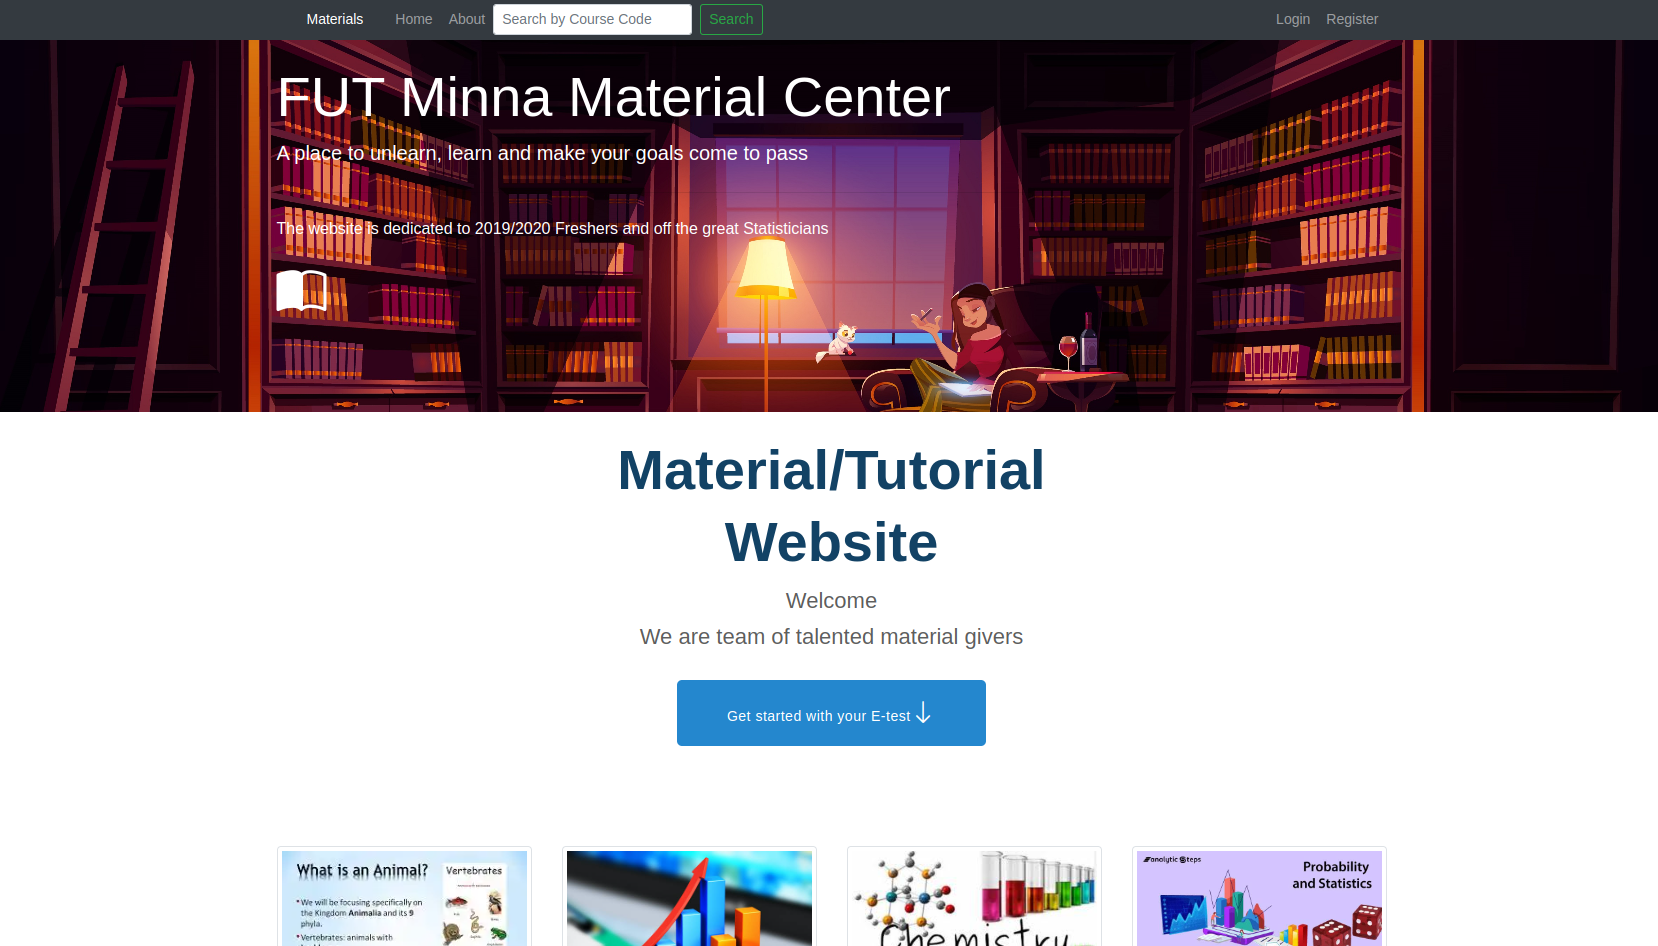 Materials Home About Search by Course Code Search Login Register
FUT Minna Material Center
A place to unlearn, learn and make your goals come to pass
The website is dedicated to 2019/2020 Freshers and off the great Statisticians
Material/Tutorial
Website
Welcome
We are team of talented material givers
Get started with your E-test
What is an Animal?
Vertebrates
• We will be focusing specifically on
the Kingdom Animalia and its 9
phyla.
• Vertebrates: animals with
Chemistry
analytic steps
Probability
and Statistics